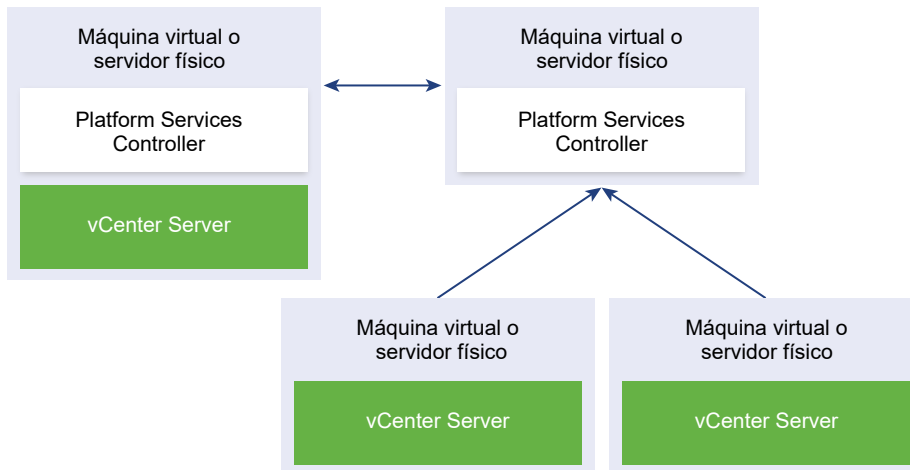 Máquina virtual o
servidor físico
Platform Services
Controller
vCenter Server
Máquina virtual o
servidor físico
Platform Services
Controller
Máquina virtual o
servidor físico
vCenter Server
Máquina virtual o
servidor físico
vCenter Server